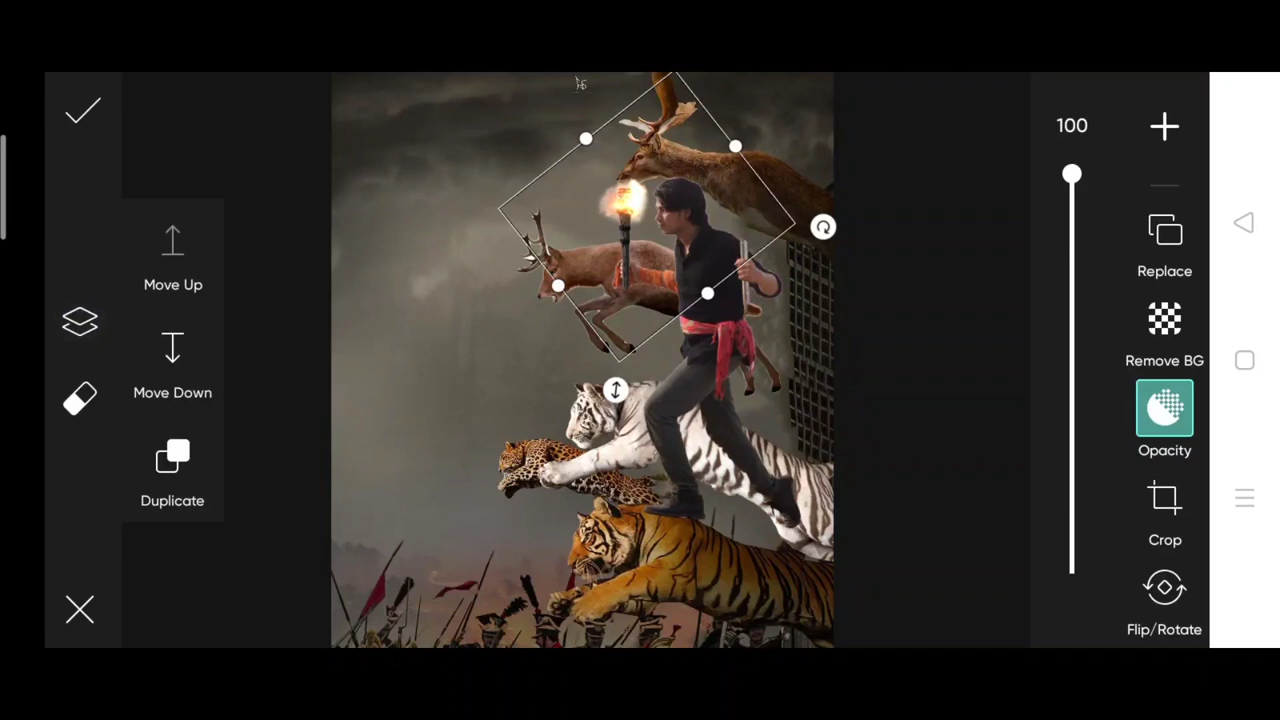 100
Move Up
Move Down
Duplicate
Replace
Remove BG
Opacity
Crop
Flip/Rotate